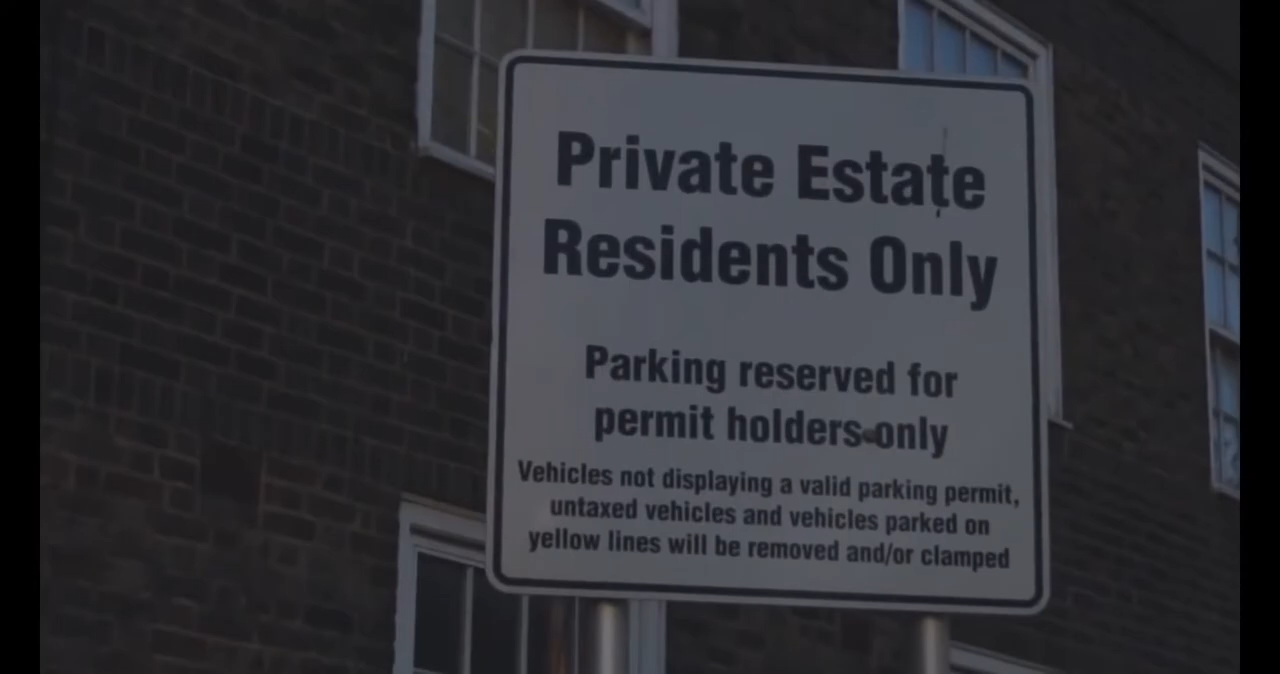 Private Estate
Residents Only
Parking reserved for
permit holders only
Vehicles not displaying a valid parking permit,
untaxed vehicles and vehicles parked on
yellow lines will be removed and/or clamped